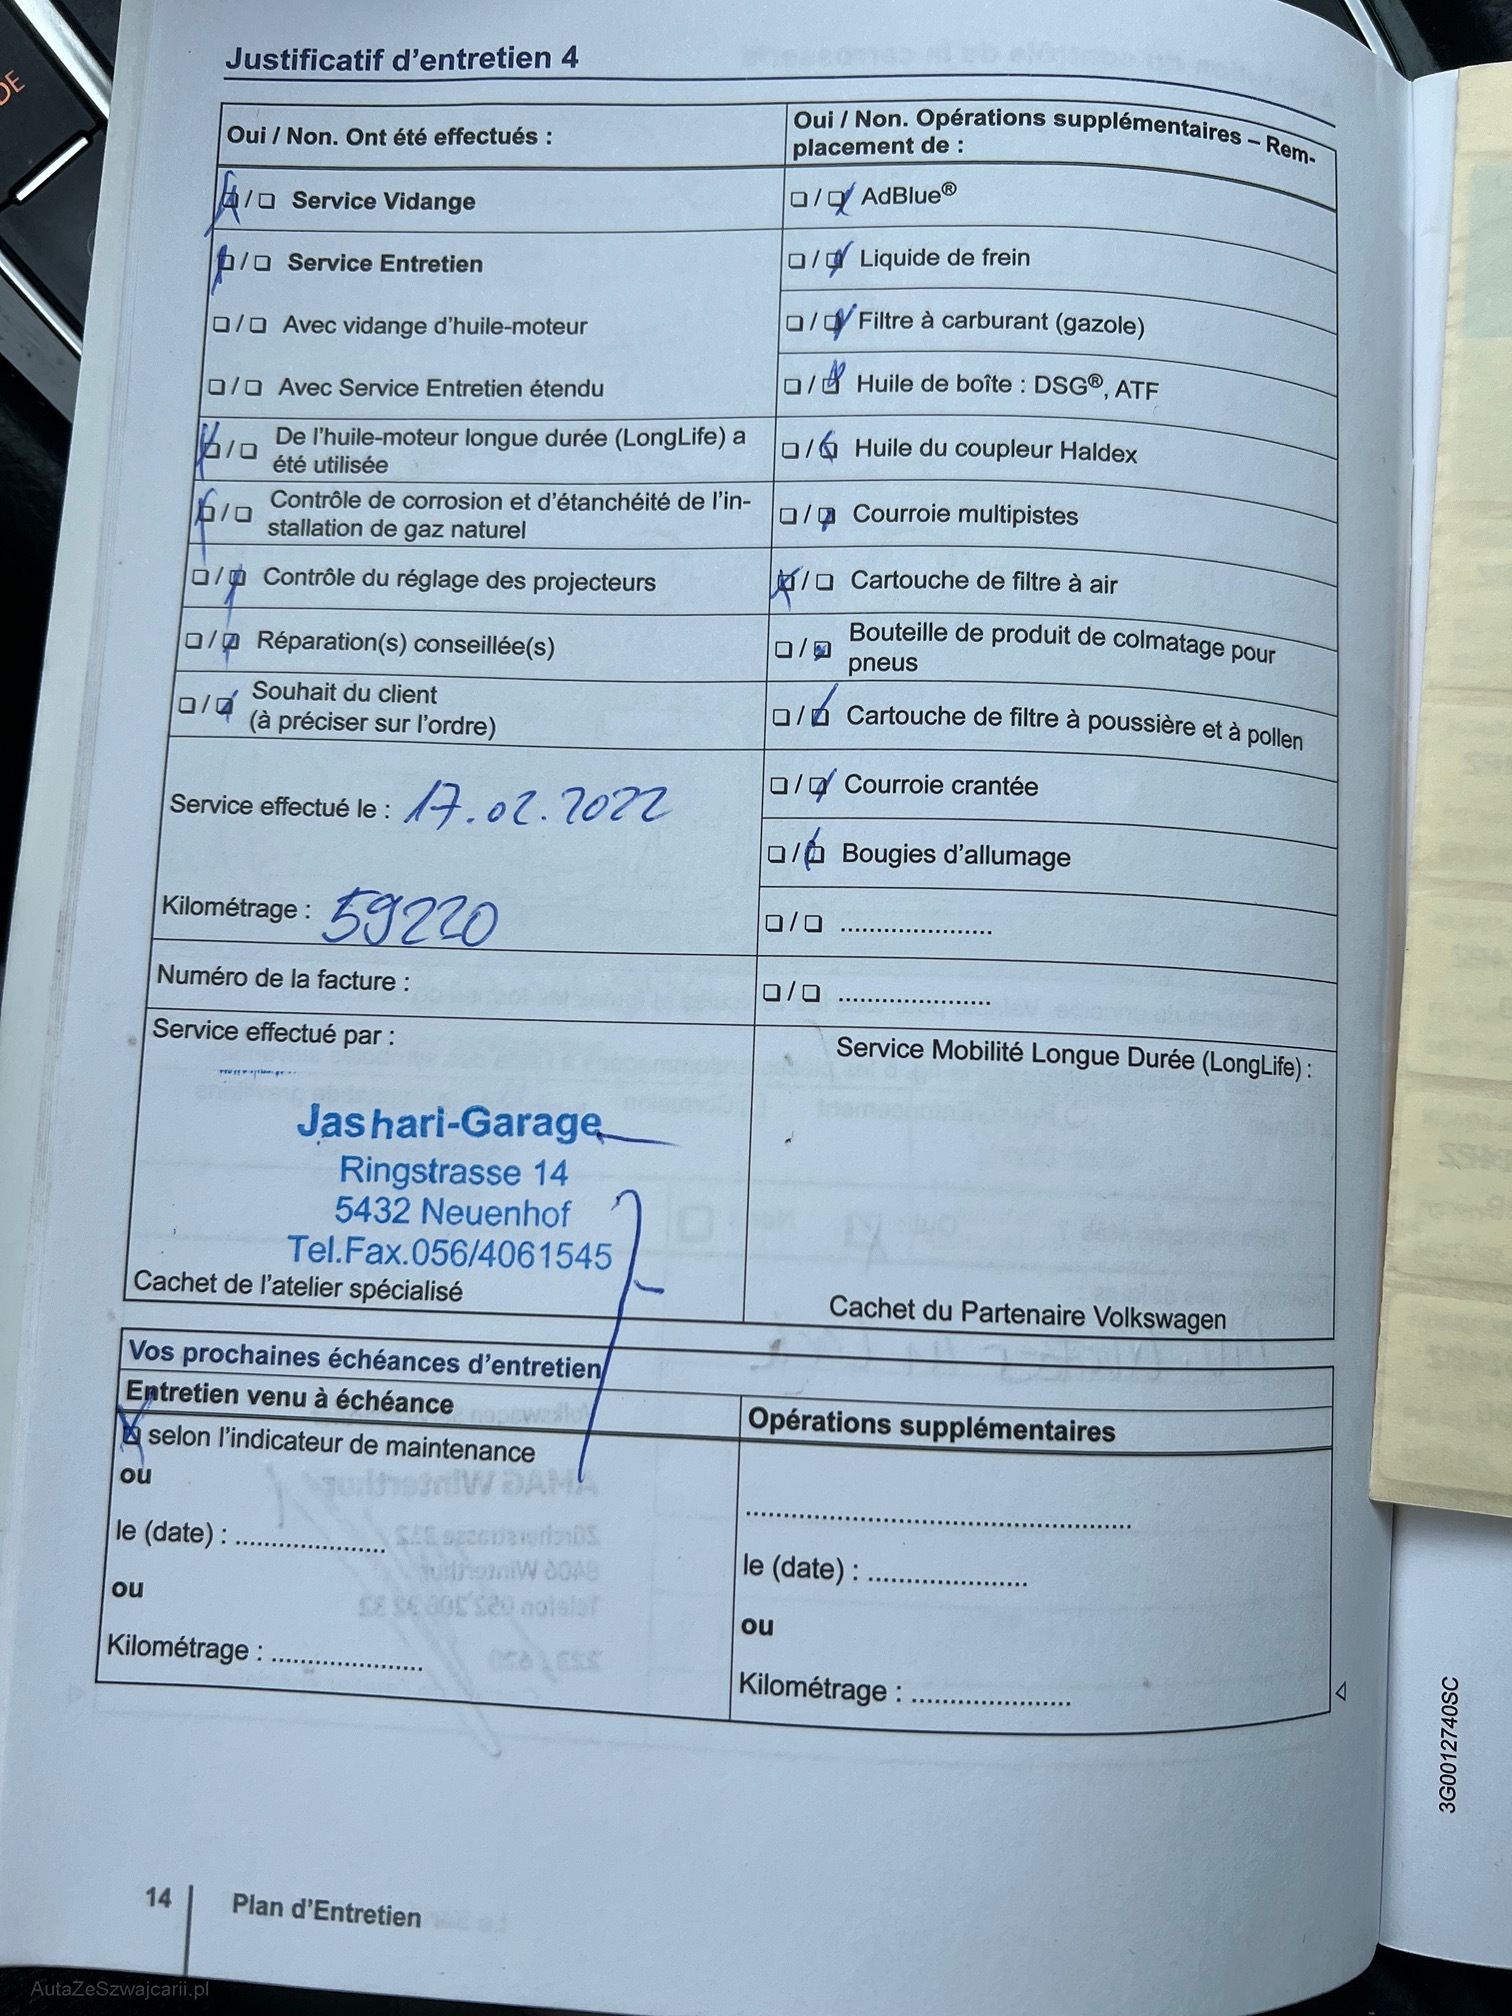 DE
Justificatif d'entretien 4
Oui / Non. Ont été effectués :
❏ / ❏ Service Vidange
❏ / ❏ Service Entretien
❏ / ❏ Avec vidange d'huile-moteur
❏ / ❏ Avec Service Entretien étendu
❏ / ❏ De l'huile-moteur longue durée (LongLife) a
été utilisée
❏ / ❏ Contrôle de corrosion et d'étanchéité de l'in-
stallation de gaz naturel
❏ / ❏ Contrôle du réglage des projecteurs
❏ / ❏ Réparation(s) conseillée(s)
❏ / ❏ Souhait du client
(à préciser sur l'ordre)
Service effectué le : 17.02.2022
Kilométrage : 59220
Numéro de la facture :
Service effectué par :
Jashari-Garage
Ringstrasse 14
5432 Neuenhof
Tel.Fax.056/4061545
Cachet de l'atelier spécialisé
Oui / Non. Opérations supplémentaires – Rem-
placement de :
❏ / ❏ AdBlue®
❏ / ❏ Liquide de frein
❏ / ❏ Filtre à carburant (gazole)
❏ / ❏ Huile de boîte : DSG®, ATF
❏ / ❏ Huile du coupleur Haldex
❏ / ❏ Courroie multipistes
❏ / ❏ Cartouche de filtre à air
❏ / ❏ Bouteille de produit de colmatage pour
pneus
❏ / ❏ Cartouche de filtre à poussière et à pollen
❏ / ❏ Courroie crantée
❏ / ❏ Bougies d'allumage
❏ / ❏ .....................
❏ / ❏ .....................
Service Mobilité Longue Durée (LongLife) :
Cachet du Partenaire Volkswagen
Vos prochaines échéances d'entretien
Entretien venu à échéance
❏ selon l'indicateur de maintenance
ou
le (date) : .....................
ou
Kilométrage : .....................
Opérations supplémentaires
.....................................................
le (date) : .....................
ou
Kilométrage : .....................
3G0012740SC
14 Plan d'Entretien
AutaZeSzwajcarii.pl